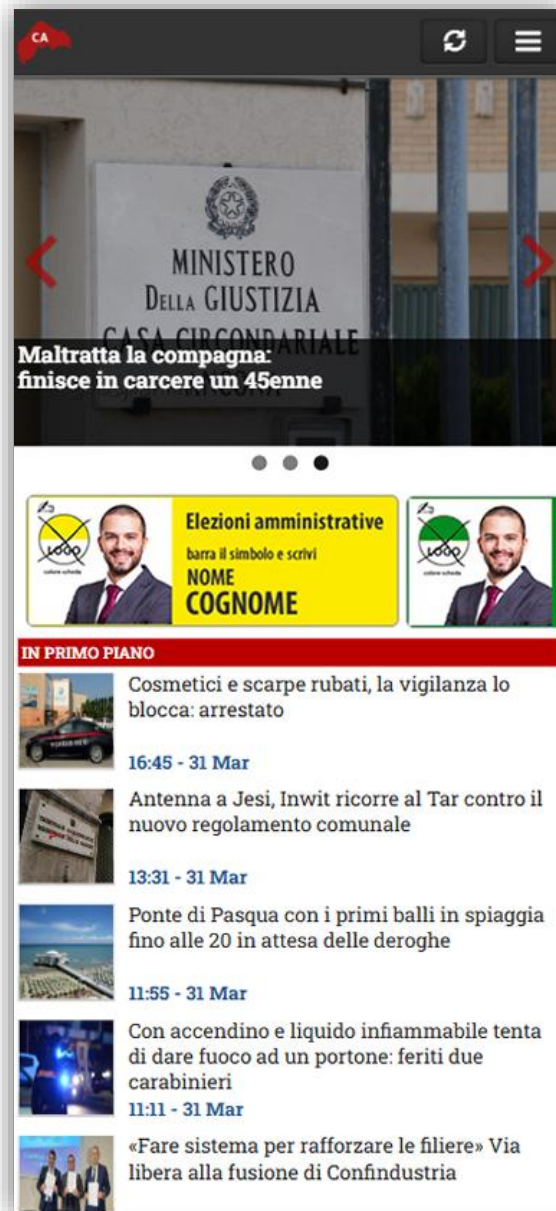 CA
MINISTERO
DELLA GIUSTIZIA
CASA CIRCONDARIALE
ANCONA
Maltratta la compagna:
finisce in carcere un 45enne
LOGO
colore scheda
Elezioni amministrative
barra il simbolo e scrivi
NOME
COGNOME
LOGO
colore scheda
IN PRIMO PIANO
Cosmetici e scarpe rubati, la vigilanza lo
blocca: arrestato
16:45 - 31 Mar
Antenna a Jesi, Inwit ricorre al Tar contro il
nuovo regolamento comunale
13:31 - 31 Mar
Ponte di Pasqua con i primi balli in spiaggia
fino alle 20 in attesa delle deroghe
11:55 - 31 Mar
Con accendino e liquido infiammabile tenta
di dare fuoco ad un portone: feriti due
carabinieri
11:11 - 31 Mar
«Fare sistema per rafforzare le filiere» Via
libera alla fusione di Confindustria